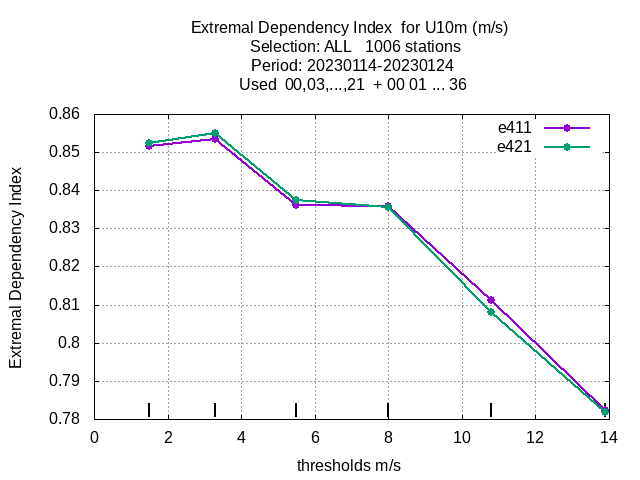 Extremal Dependency Index  for U10m (m/s)
Selection: ALL   1006 stations
Period: 20230114-20230124
Used  00,03,...,21  + 00 01 ... 36
e411
e421
Extremal Dependency Index
0.86
0.85
0.84
0.83
0.82
0.81
0.8
0.79
0.78
0 2 4 6 8 10 12 14
thresholds m/s